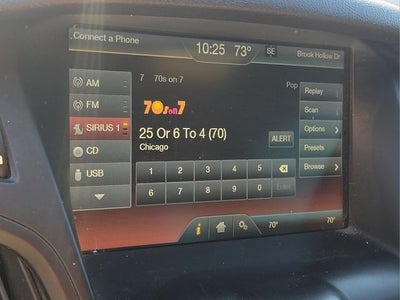 Connect a Phone
10:25 73° SE Brook Hollow Dr
AM
FM
SIRIUS 1
CD
USB
7 70s on 7
Pop
70s on 7
25 Or 6 To 4 (70)
Chicago
ALERT
1 2 3 4 5
6 7 8 9 0 Enter
Replay
Scan
Options
Presets
Browse
i 70° 70°